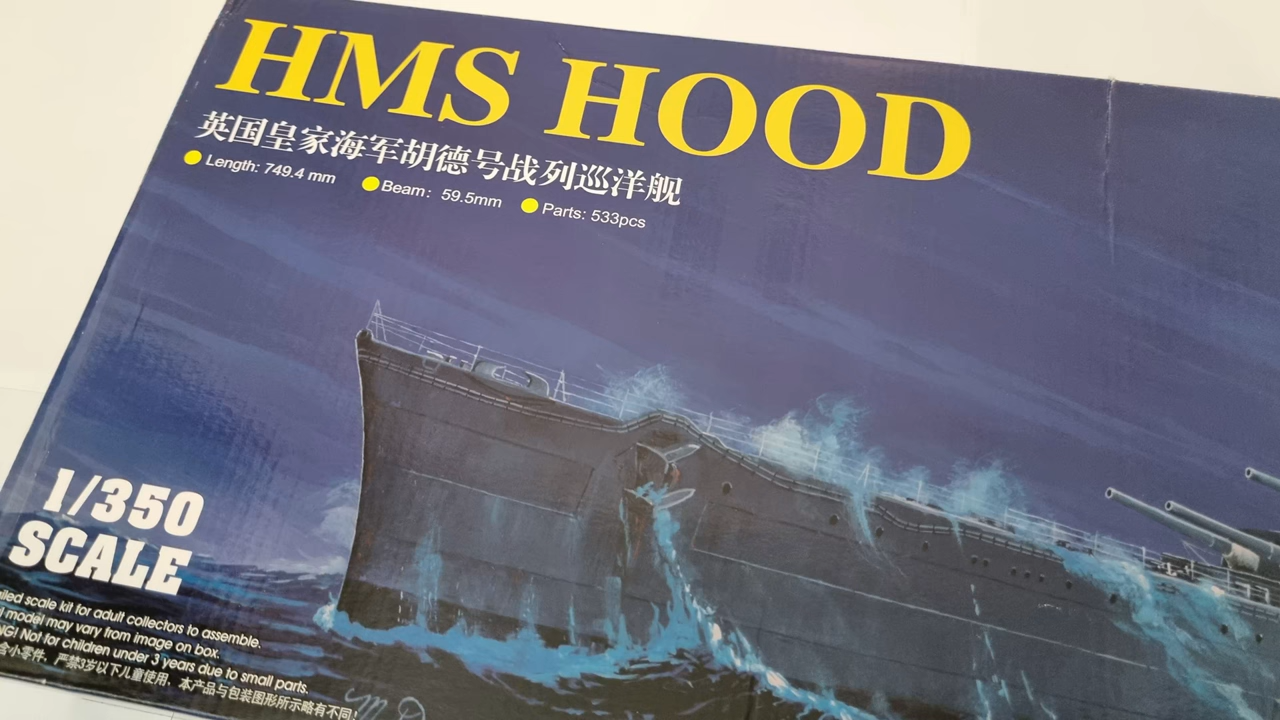 HMS HOOD
英国皇家海军胡德号战列巡洋舰
Length: 749.4 mm Beam: 59.5mm Parts: 533pcs
1/350
SCALE
scale kit for adult collectors to assemble.
model may vary from image on box.
Not for children under 3 years due to small parts.
含小零件，严禁3岁以下儿童使用，本产品与包装图形所示略有不同！